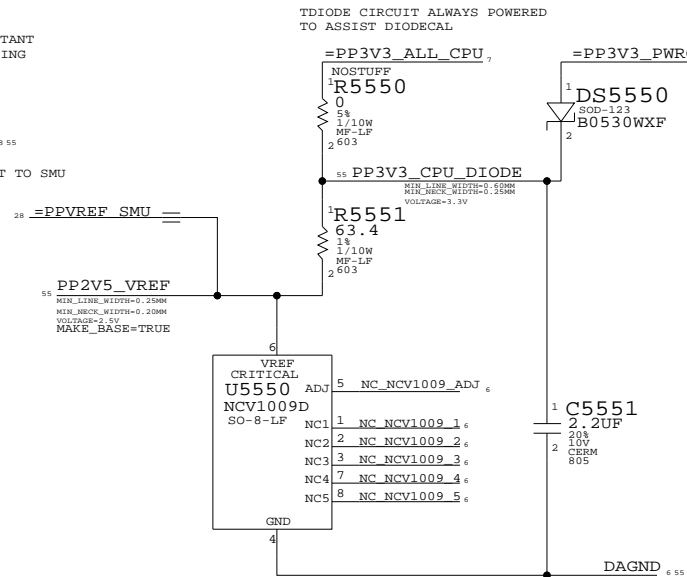 TDIODE CIRCUIT ALWAYS POWERED
TO ASSIST DIODECAL
TANT
ING
=PP3V3_ALL_CPU 7
=PP3V3_PWR
NOSTUFF
1 R5550
0
5%
1/10W
MF-LF
2 603
1 DS5550
SOD-123
B0530WXF
2
8 55
T TO SMU
55 PP3V3_CPU_DIODE
MIN_LINE_WIDTH=0.60MM
MIN_NECK_WIDTH=0.25MM
VOLTAGE=3.3V
28 =PPVREF_SMU
1 R5551
63.4
1%
1/10W
MF-LF
2 603
55 PP2V5_VREF
MIN_LINE_WIDTH=0.25MM
MIN_NECK_WIDTH=0.20MM
VOLTAGE=2.5V
MAKE_BASE=TRUE
6
VREF
CRITICAL
U5550
NCV1009D
SO-8-LF
ADJ 5 NC_NCV1009_ADJ 6
NC1 1 NC_NCV1009_1 6
NC2 2 NC_NCV1009_2 6
NC3 3 NC_NCV1009_3 6
NC4 7 NC_NCV1009_4 6
NC5 8 NC_NCV1009_5 6
GND
4
1 C5551
2.2UF
20%
10V
2 CERM
805
DAGND 6 55